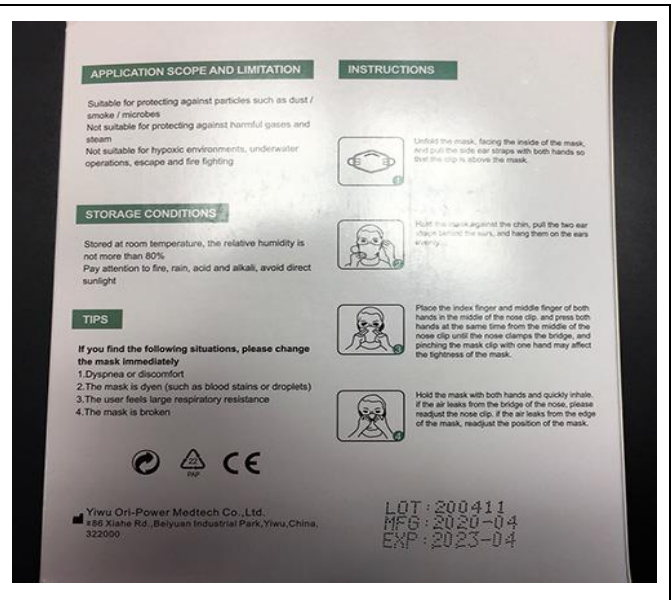 APPLICATION SCOPE AND LIMITATION
Suitable for protecting against particles such as dust /
smoke / microbes
Not suitable for protecting against harmful gases and
steam
Not suitable for hypoxic environments, underwater
operations, escape and fire fighting
STORAGE CONDITIONS
Stored at room temperature, the relative humidity is
not more than 80%
Pay attention to fire, rain, acid and alkali, avoid direct
sunlight
TIPS
If you find the following situations, please change
the mask immediately
1.Dyspnea or discomfort
2.The mask is dyen (such as blood stains or droplets)
3.The user feels large respiratory resistance
4.The mask is broken
22
PAP
CE
Yiwu Ori-Power Medtech Co.,Ltd.
#86 Xiahe Rd.,Beiyuan Industrial Park,Yiwu,China,
322000
INSTRUCTIONS
1
Unfold the mask, facing the inside of the mask,
and pull the side ear straps with both hands so
that the clip is above the mask.
2
Hold the mask against the chin, pull the two ear
straps behind the ears, and hang them on the ears
evenly.
3
Place the index finger and middle finger of both
hands in the middle of the nose clip, and press both
hands at the same time from the middle of the
nose clip until the nose clamps the bridge, and
pinching the mask clip with one hand may affect
the tightness of the mask.
4
Hold the mask with both hands and quickly inhale.
if the air leaks from the bridge of the nose, please
readjust the nose clip. if the air leaks from the edge
of the mask, readjust the position of the mask.
LOT:200411
MFG:2020-04
EXP:2023-04